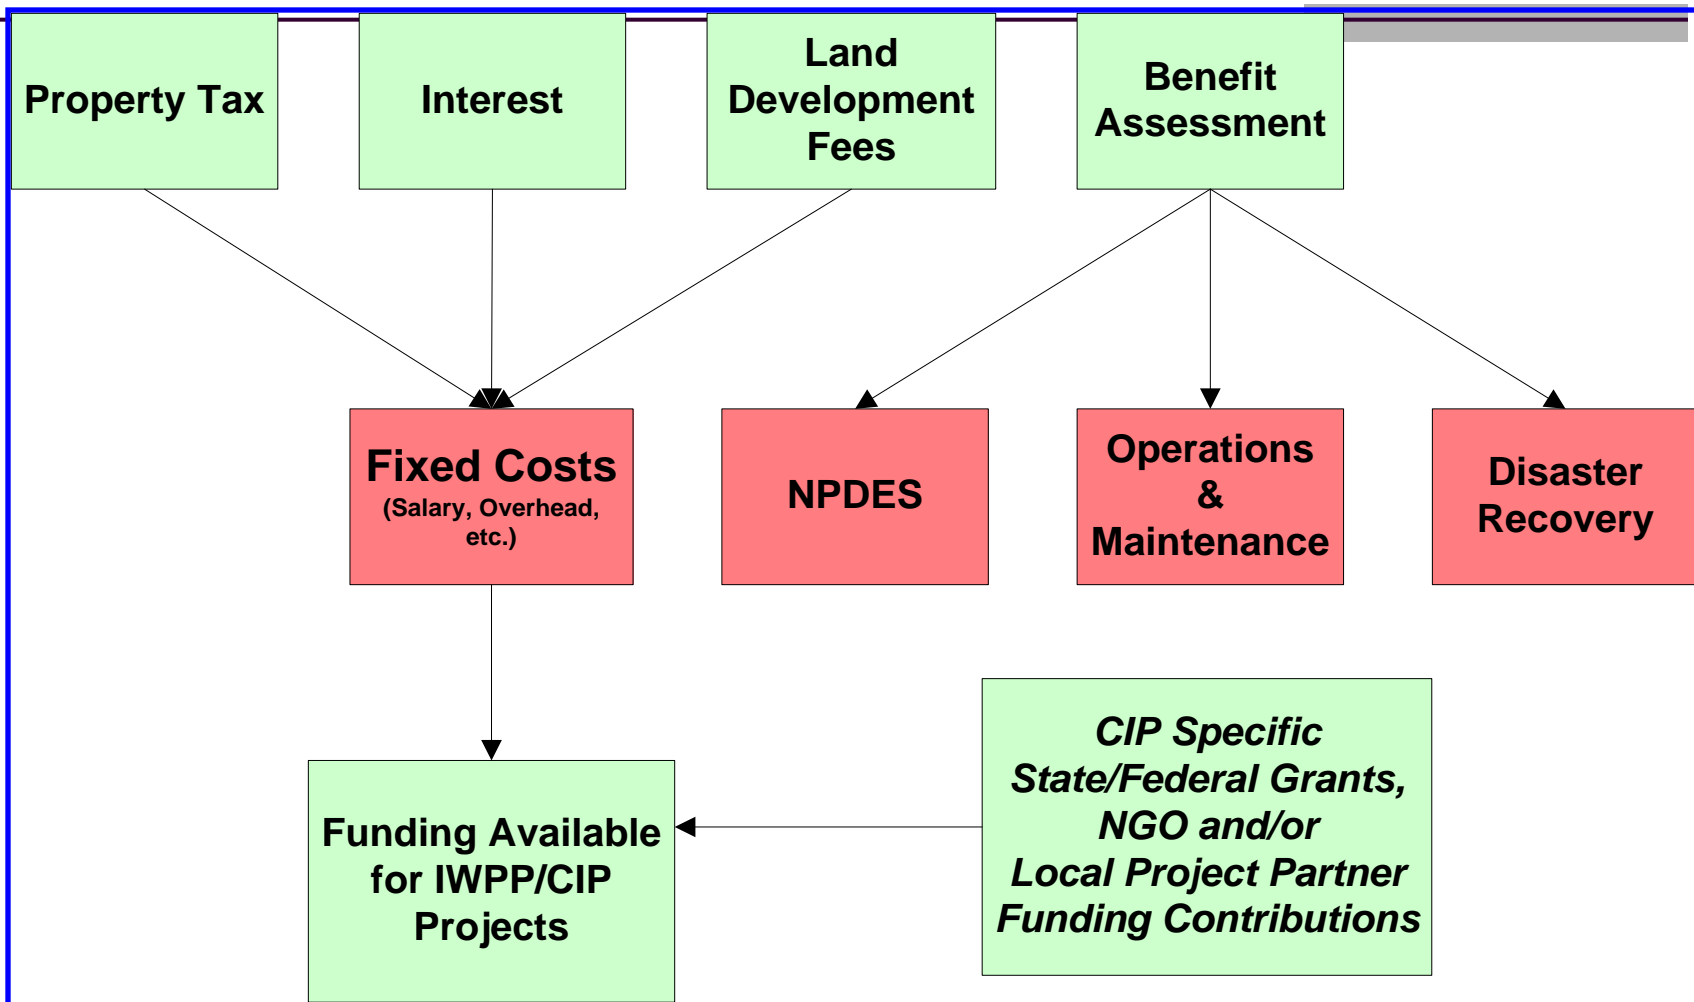 Property Tax
Interest
Land
Development
Fees
Benefit
Assessment
Fixed Costs
(Salary, Overhead,
etc.)
NPDES
Operations
&
Maintenance
Disaster
Recovery
Funding Available
for IWPP/CIP
Projects
CIP Specific
State/Federal Grants,
NGO and/or
Local Project Partner
Funding Contributions